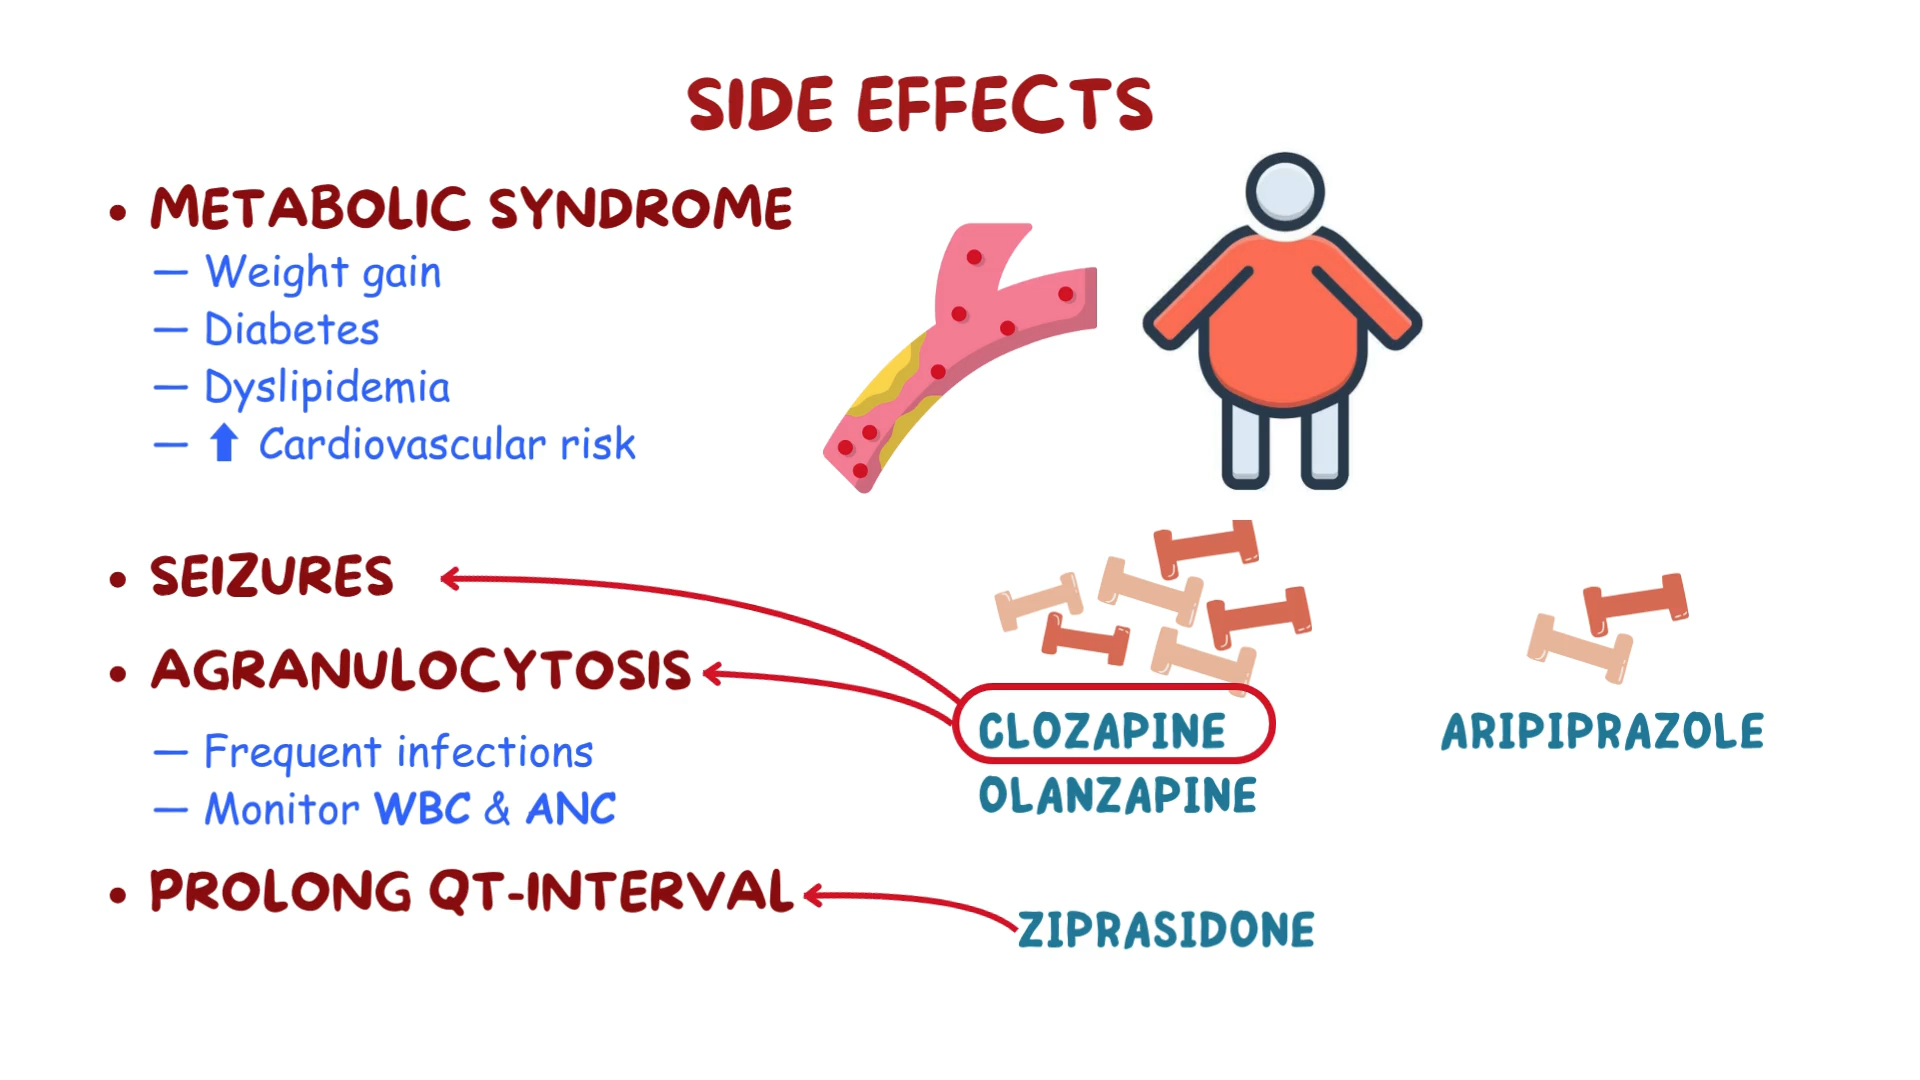 SIDE EFFECTS
• METABOLIC SYNDROME
— Weight gain
— Diabetes
— Dyslipidemia
— ⬆ Cardiovascular risk
• SEIZURES
• AGRANULOCYTOSIS
— Frequent infections
— Monitor WBC & ANC
• PROLONG QT-INTERVAL
CLOZAPINE
OLANZAPINE
ZIPRASIDONE
ARIPIPRAZOLE